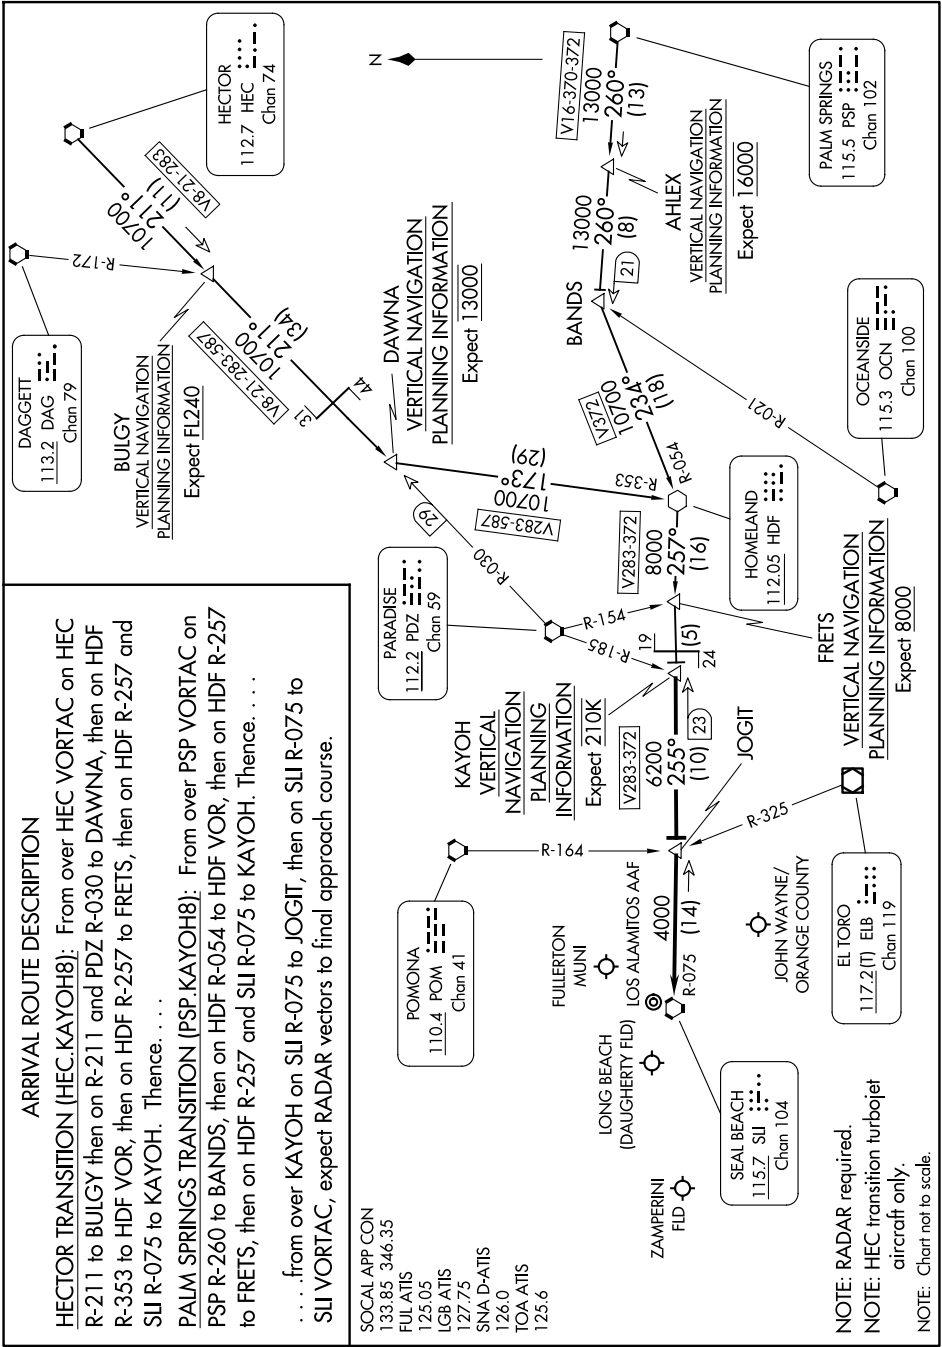 ARRIVAL ROUTE DESCRIPTION
HECTOR TRANSITION (HEC.KAYOH8): From over HEC VORTAC on HEC
R-211 to BULGY then on R-211 and PDZ R-030 to DAWNA, then on HDF
R-353 to HDF VOR, then on HDF R-257 to FRETS, then on HDF R-257 and
SLI R-075 to KAYOH. Thence. . . .
PALM SPRINGS TRANSITION (PSP.KAYOH8): From over PSP VORTAC on
PSP R-260 to BANDS, then on HDF R-054 to HDF VOR, then on HDF R-257
to FRETS, then on HDF R-257 and SLI R-075 to KAYOH. Thence. . . .
. . . .from over KAYOH on SLI R-075 to JOGIT, then on SLI R-075 to
SLI VORTAC, expect RADAR vectors to final approach course.
SOCAL APP CON
133.85 346.35
FUL ATIS
125.05
LGB ATIS
127.75
SNA D-ATIS
126.0
TOA ATIS
125.6
DAGGETT
113.2 DAG
Chan 79
R-172
HECTOR
112.7 HEC
Chan 74
V8-21-283
10700
211°
(11)
BULGY
VERTICAL NAVIGATION
PLANNING INFORMATION
Expect FL240
V8-21-283-587
10700
211°
(34)
31
44
N
DAWNA
VERTICAL NAVIGATION
PLANNING INFORMATION
Expect 13000
29
R-030
V283-587
10700
173°
(29)
R-353
PARADISE
112.2 PDZ
Chan 59
R-154
R-185
V16-370-372
13000
260°
(13)
PALM SPRINGS
115.5 PSP
Chan 102
AHLEX
VERTICAL NAVIGATION
PLANNING INFORMATION
Expect 16000
13000
260°
(8)
21
BANDS
V372
10700
234°
(18)
R-054
R-021
OCEANSIDE
115.3 OCN
Chan 100
HOMELAND
112.05 HDF
V283-372
8000
257°
(16)
FRETS
VERTICAL NAVIGATION
PLANNING INFORMATION
Expect 8000
19
24
(5)
KAYOH
VERTICAL
NAVIGATION
PLANNING
INFORMATION
Expect 210K
V283-372
6200
255°
(10)
23
JOGIT
R-325
EL TORO
117.2(T) ELB
Chan 119
POMONA
110.4 POM
Chan 41
R-164
4000
(14)
R-075
FULLERTON
MUNI
LOS ALAMITOS AAF
JOHN WAYNE/
ORANGE COUNTY
LONG BEACH
(DAUGHERTY FLD)
SEAL BEACH
115.7 SLI
Chan 104
ZAMPERINI
FLD
NOTE: RADAR required.
NOTE: HEC transition turbojet
aircraft only.
NOTE: Chart not to scale.